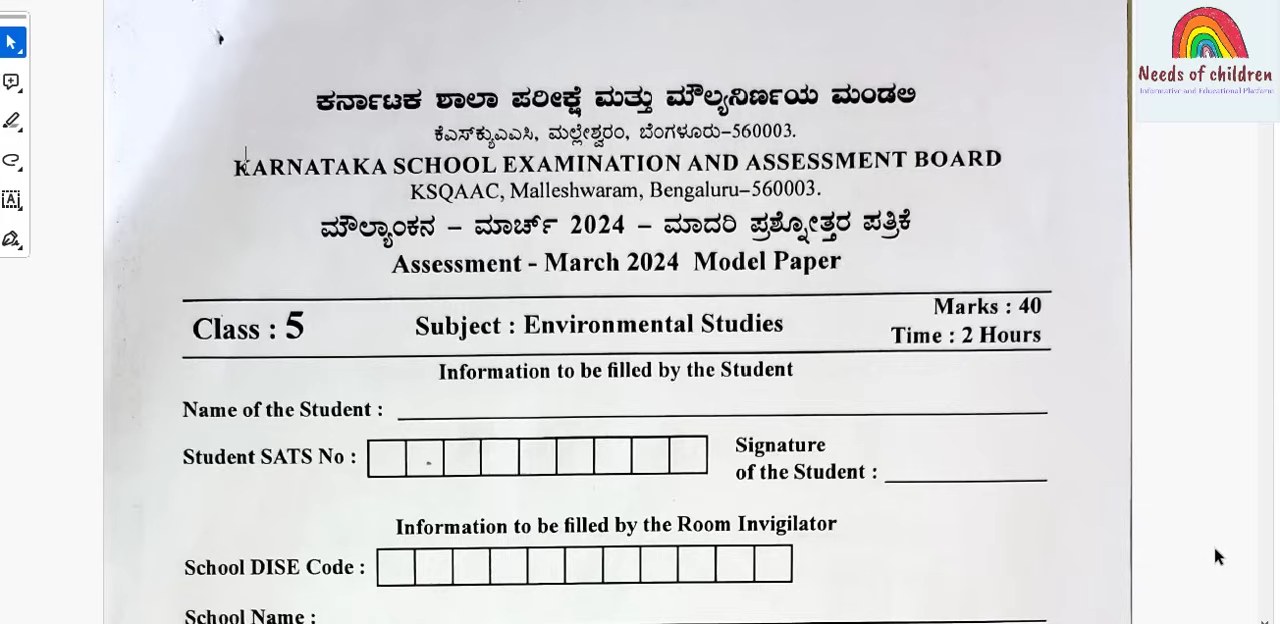 ಕರ್ನಾಟಕ ಶಾಲಾ ಪರೀಕ್ಷೆ ಮತ್ತು ಮೌಲ್ಯನಿರ್ಣಯ ಮಂಡಲಿ
ಕೆಎಸ್‌ಕ್ಯುಎಎಸಿ, ಮಲ್ಲೇಶ್ವರಂ, ಬೆಂಗಳೂರು-560003.
KARNATAKA SCHOOL EXAMINATION AND ASSESSMENT BOARD
KSQAAC, Malleshwaram, Bengaluru-560003.
ಮೌಲ್ಯಾಂಕನ - ಮಾರ್ಚ್ 2024 - ಮಾದರಿ ಪ್ರಶ್ನೋತ್ತರ ಪತ್ರಿಕೆ
Assessment - March 2024 Model Paper
Class : 5 Subject : Environmental Studies Marks : 40
Time : 2 Hours
Information to be filled by the Student
Name of the Student :
Student SATS No : Signature
of the Student :
Information to be filled by the Room Invigilator
School DISE Code :
School Name :
Needs of children
Informative and Educational Platform